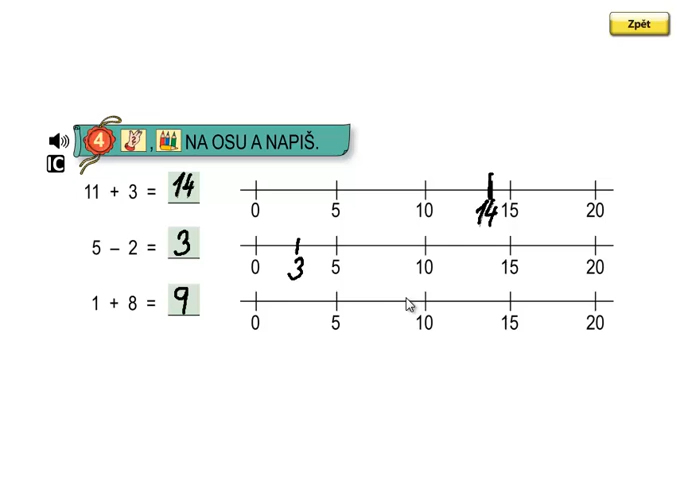 Zpět
4 , NA OSU A NAPIŠ.
11 + 3 = 14
0 5 10 14 15 20
5 – 2 = 3
0 3 5 10 15 20
1 + 8 = 9
0 5 10 15 20